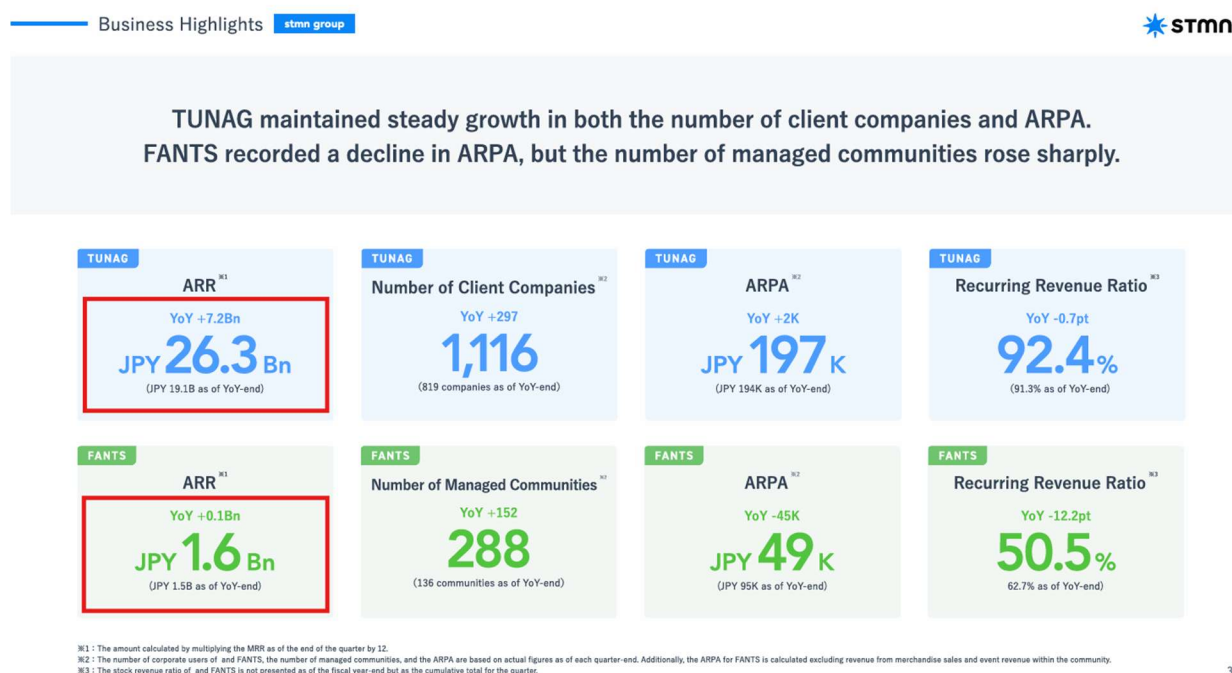 Business Highlights stmn group
STMN
TUNAG maintained steady growth in both the number of client companies and ARPA.
FANTS recorded a decline in ARPA, but the number of managed communities rose sharply.
TUNAG
ARR ※1
YoY +7.2Bn
JPY 26.3 Bn
(JPY 19.1B as of YoY-end)
TUNAG
Number of Client Companies ※2
YoY +297
1,116
(819 companies as of YoY-end)
TUNAG
ARPA ※2
YoY +2K
JPY 197 K
(JPY 194K as of YoY-end)
TUNAG
Recurring Revenue Ratio ※3
YoY -0.7pt
92.4%
(91.3% as of YoY-end)
FANTS
ARR ※1
YoY +0.1Bn
JPY 1.6 Bn
(JPY 1.5B as of YoY-end)
FANTS
Number of Managed Communities ※2
YoY +152
288
(136 communities as of YoY-end)
FANTS
ARPA ※2
YoY -45K
JPY 49 K
(JPY 95K as of YoY-end)
FANTS
Recurring Revenue Ratio ※3
YoY -12.2pt
50.5%
62.7% as of YoY-end)
※1：The amount calculated by multiplying the MRR as of the end of the quarter by 12.
※2：The number of corporate users of and FANTS, the number of managed communities, and the ARPA are based on actual figures as of each quarter-end. Additionally, the ARPA for FANTS is calculated excluding revenue from merchandise sales and event revenue within the community.
※3：The stock revenue ratio of and FANTS is not presented as of the fiscal year-end but as the cumulative total for the quarter.
3